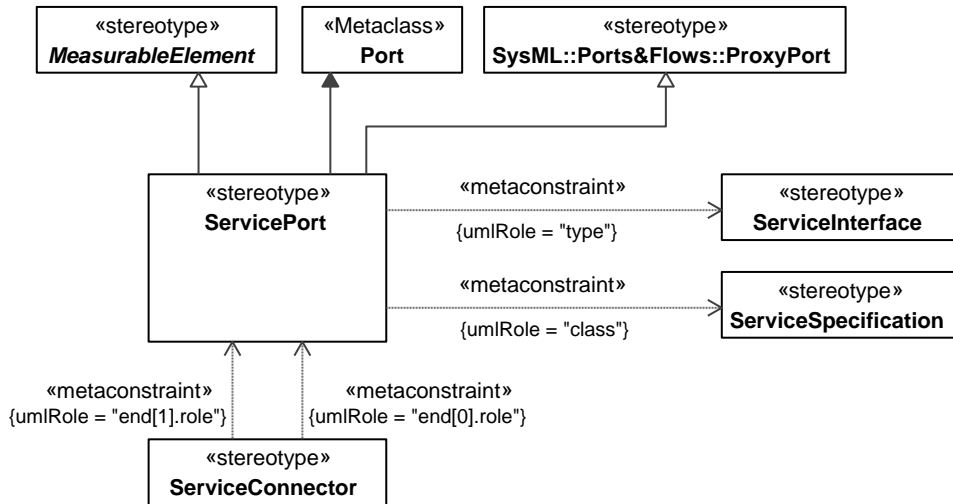 «stereotype»
MeasurableElement
«Metaclass»
Port
«stereotype»
SysML::Ports&Flows::ProxyPort
«stereotype»
ServicePort
«metaconstraint»
{umlRole = "type"}
«stereotype»
ServiceInterface
«metaconstraint»
{umlRole = "class"}
«stereotype»
ServiceSpecification
«metaconstraint»
{umlRole = "end[1].role"}
«metaconstraint»
{umlRole = "end[0].role"}
«stereotype»
ServiceConnector